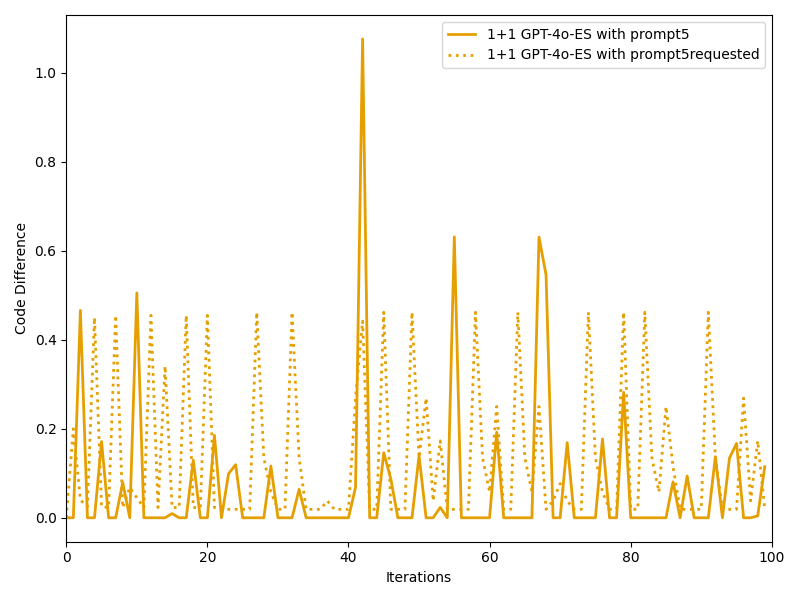 1+1 GPT-4o-ES with prompt5
1+1 GPT-4o-ES with prompt5requested
Code Difference
1.0
0.8
0.6
0.4
0.2
0.0
0 20 40 60 80 100
Iterations